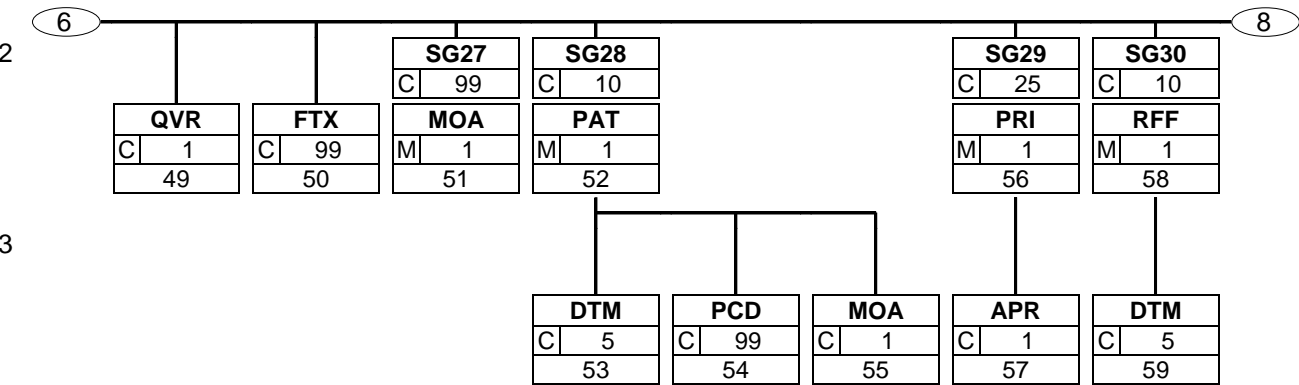 6 8
2 SG27 SG28 SG29 SG30
C 99 C 10 C 25 C 10
QVR FTX MOA PAT PRI RFF
C 1 C 99 M 1 M 1 M 1 M 1
49 50 51 52 56 58
3
DTM PCD MOA APR DTM
C 5 C 99 C 1 C 1 C 5
53 54 55 57 59